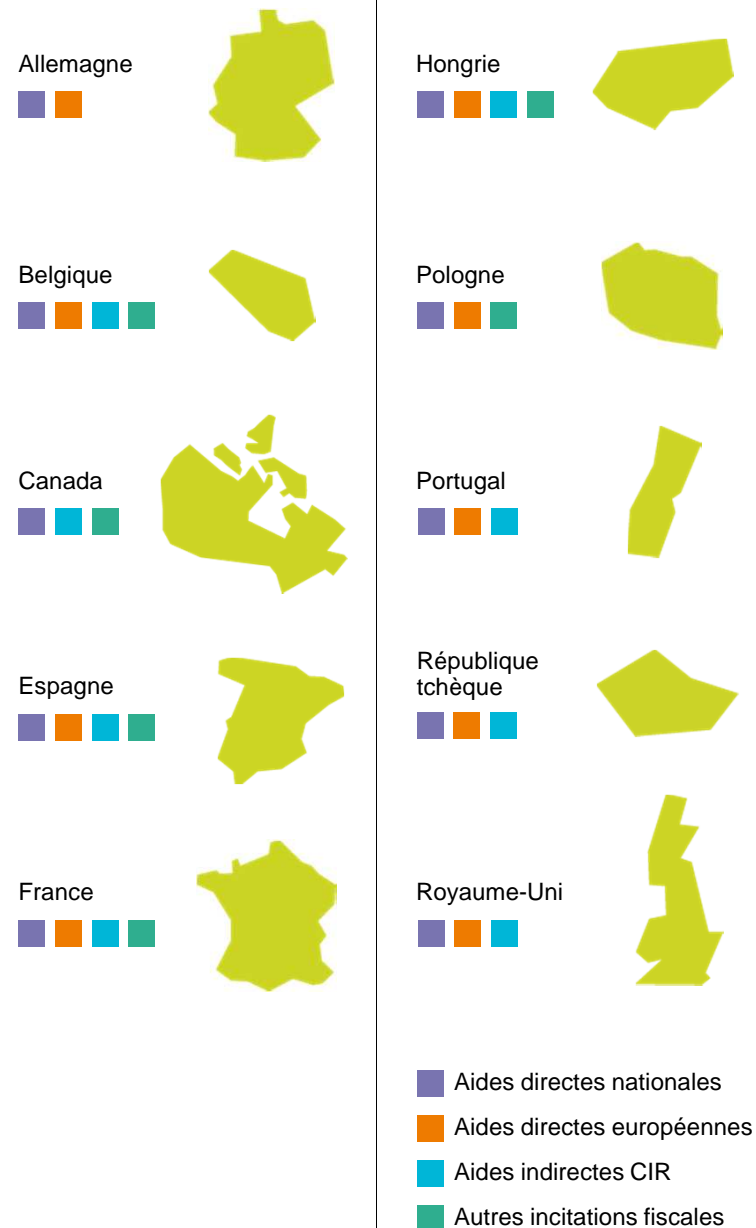 Allemagne
Belgique
Canada
Espagne
France
Hongrie
Pologne
Portugal
République
tchèque
Royaume-Uni
Aides directes nationales
Aides directes européennes
Aides indirectes CIR
Autres incitations fiscales